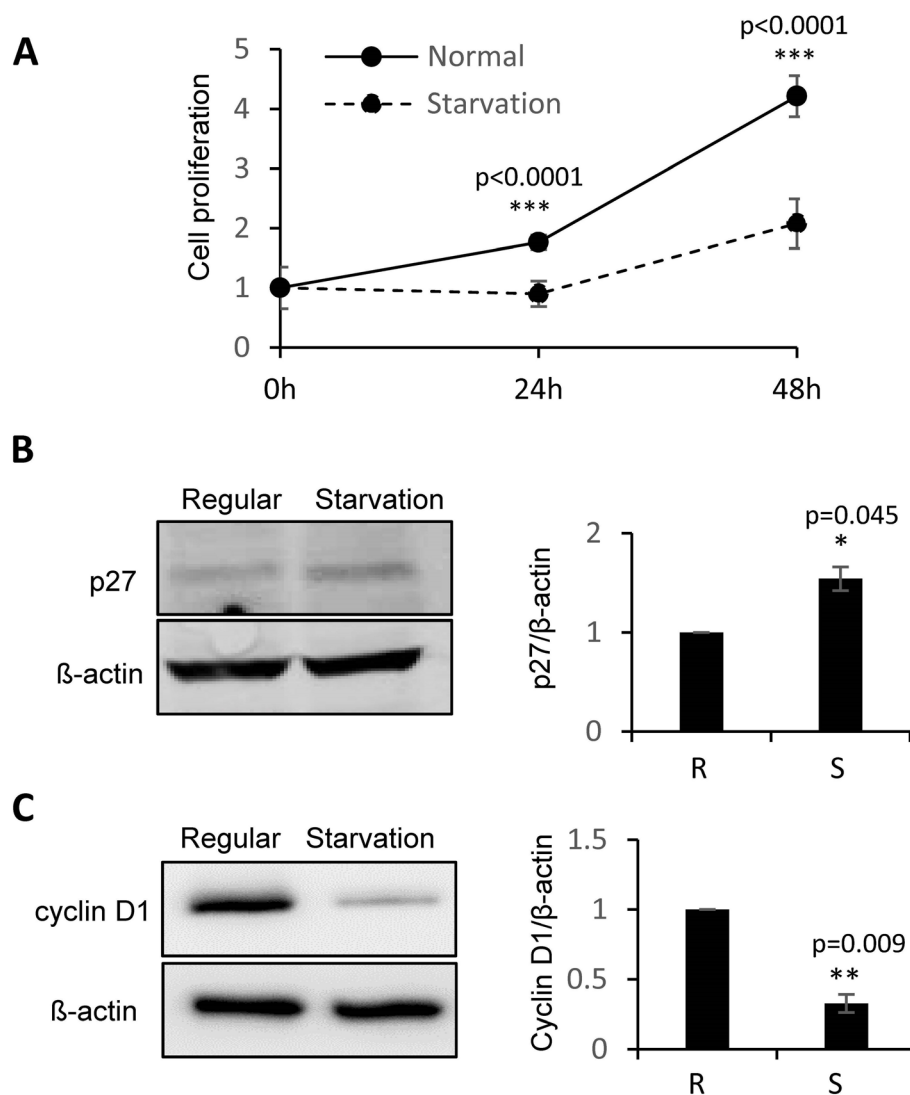 A
Cell proliferation
5
4
3
2
1
0
Normal
Starvation
p<0.0001
***
p<0.0001
***
0h 24h 48h
B
Regular Starvation
p27
ß-actin
p27/β-actin
2
1
0
p=0.045
*
R S
C
Regular Starvation
cyclin D1
ß-actin
Cyclin D1/β-actin
1.5
1
0.5
0
p=0.009
**
R S